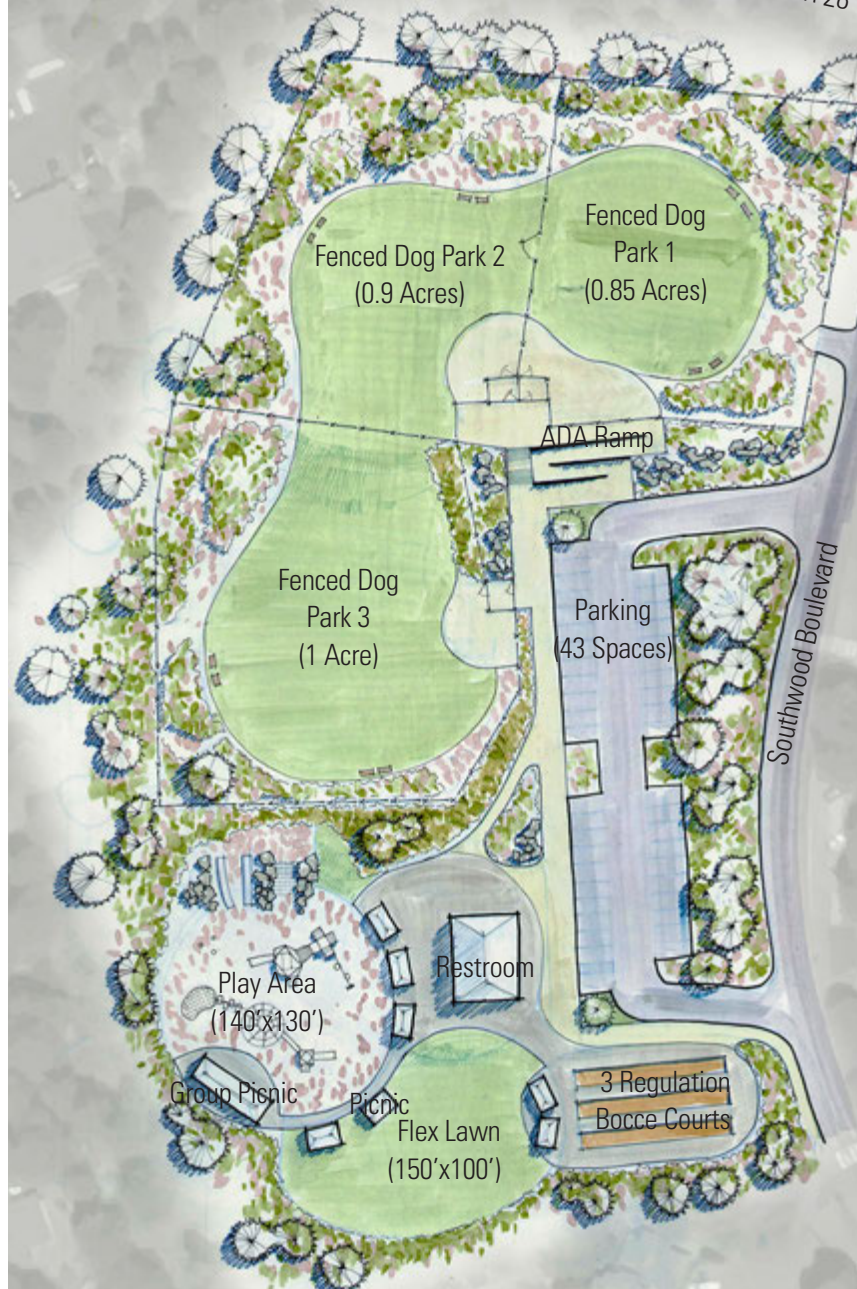 Fenced Dog Park 2
(0.9 Acres)
Fenced Dog
Park 1
(0.85 Acres)
ADA Ramp
Fenced Dog
Park 3
(1 Acre)
Parking
(43 Spaces)
Southwood Boulevard
Restroom
Play Area
(140'x130')
Group Picnic
Picnic
Flex Lawn
(150'x100')
3 Regulation
Bocce Courts